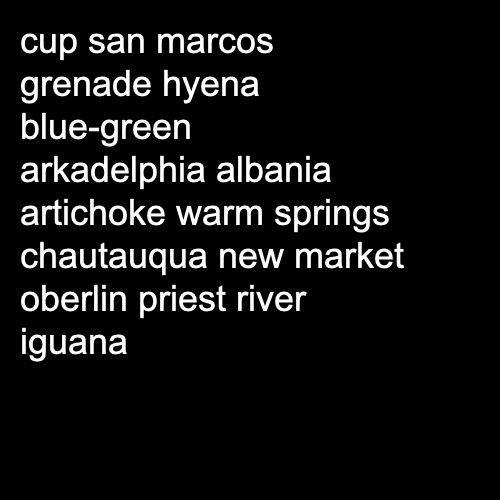 cup san marcos
grenade hyena
blue-green
arkadelphia albania
artichoke warm springs
chautauqua new market
oberlin priest river
iguana